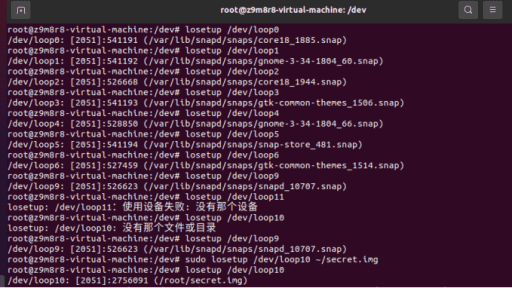 root@z9m8r8-virtual-machine: /dev
root@z9m8r8-virtual-machine:/dev# losetup /dev/loop0
/dev/loop0: [2051]:541191 (/var/lib/snapd/snaps/core18_1885.snap)
root@z9m8r8-virtual-machine:/dev# losetup /dev/loop1
/dev/loop1: [2051]:541192 (/var/lib/snapd/snaps/gnome-3-34-1804_60.snap)
root@z9m8r8-virtual-machine:/dev# losetup /dev/loop2
/dev/loop2: [2051]:526668 (/var/lib/snapd/snaps/core18_1944.snap)
root@z9m8r8-virtual-machine:/dev# losetup /dev/loop3
/dev/loop3: [2051]:541193 (/var/lib/snapd/snaps/gtk-common-themes_1506.snap)
root@z9m8r8-virtual-machine:/dev# losetup /dev/loop4
/dev/loop4: [2051]:528850 (/var/lib/snapd/snaps/gnome-3-34-1804_66.snap)
root@z9m8r8-virtual-machine:/dev# losetup /dev/loop5
/dev/loop5: [2051]:541194 (/var/lib/snapd/snaps/snap-store_481.snap)
root@z9m8r8-virtual-machine:/dev# losetup /dev/loop6
/dev/loop6: [2051]:527459 (/var/lib/snapd/snaps/gtk-common-themes_1514.snap)
root@z9m8r8-virtual-machine:/dev# losetup /dev/loop9
/dev/loop9: [2051]:526623 (/var/lib/snapd/snaps/snapd_10707.snap)
root@z9m8r8-virtual-machine:/dev# losetup /dev/loop11
losetup: /dev/loop11：使用设备失败: 没有那个设备
root@z9m8r8-virtual-machine:/dev# losetup /dev/loop10
losetup: /dev/loop10: 没有那个文件或目录
root@z9m8r8-virtual-machine:/dev# losetup /dev/loop9
/dev/loop9: [2051]:526623 (/var/lib/snapd/snaps/snapd_10707.snap)
root@z9m8r8-virtual-machine:/dev# sudo losetup /dev/loop10 ~/secret.img
root@z9m8r8-virtual-machine:/dev# losetup /dev/loop10
/dev/loop10: [2051]:2756091 (/root/secret.img)